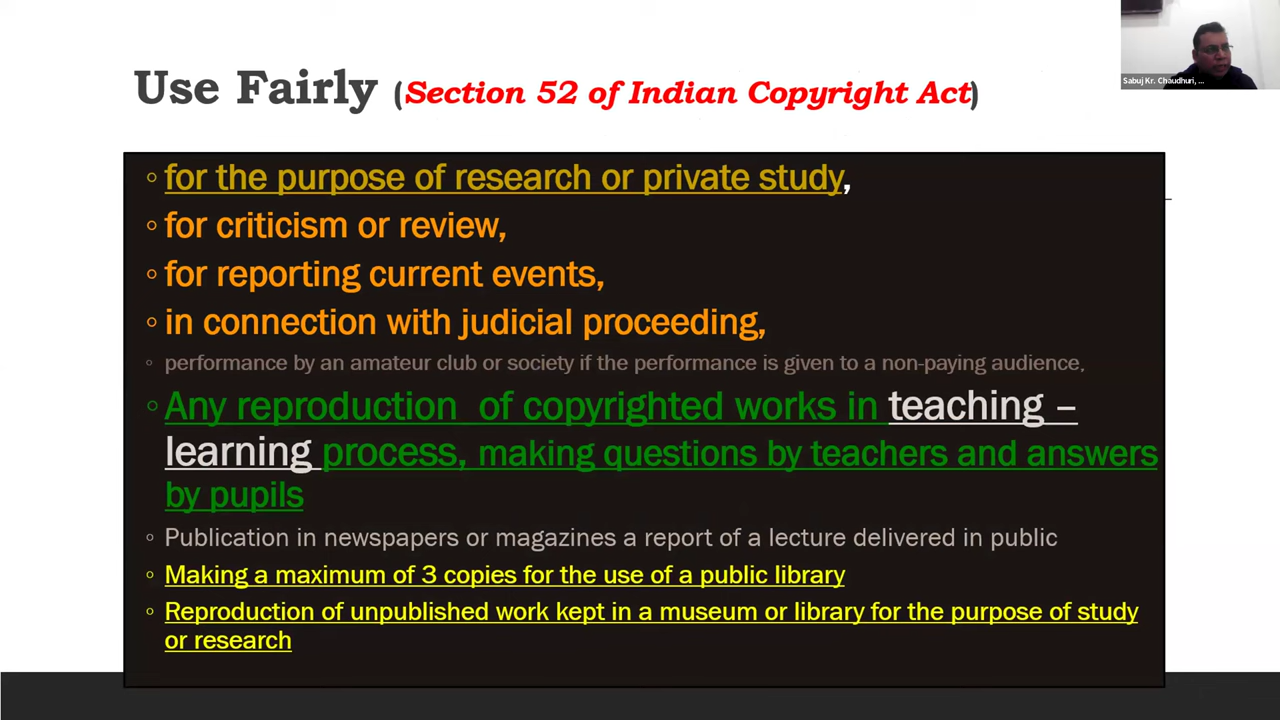 Use Fairly (Section 52 of Indian Copyright Act)
Sabuj Kr. Chaudhuri, ...
◦ for the purpose of research or private study,
◦ for criticism or review,
◦ for reporting current events,
◦ in connection with judicial proceeding,
◦ performance by an amateur club or society if the performance is given to a non-paying audience,
◦ Any reproduction of copyrighted works in teaching –
learning process, making questions by teachers and answers
by pupils
◦ Publication in newspapers or magazines a report of a lecture delivered in public
◦ Making a maximum of 3 copies for the use of a public library
◦ Reproduction of unpublished work kept in a museum or library for the purpose of study
or research